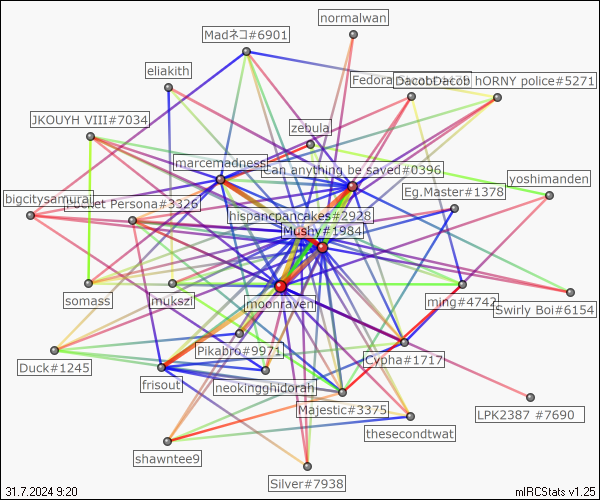 normalwan
Madネコ#6901
eliakith
Fedora
DacobDacob
hORNY police#5271
JKOUYH VIII#7034
zebula
marcemadness
Can anything be saved#0396
yoshimanden
Eg.Master#1378
bigcitysamurai
Pocket Persona#3326
hispancpancakes#2928
Mushy#1984
somass
mukszi
moonraven
ming#4742
Swirly Boi#6154
Pikabro#9971
Cypha#1717
Duck#1245
frisout
neokingghidorah
Majestic#3375
LPK2387 #7690
thesecondtwat
shawntee9
Silver#7938
31.7.2024 9:20
mIRCStats v1.25